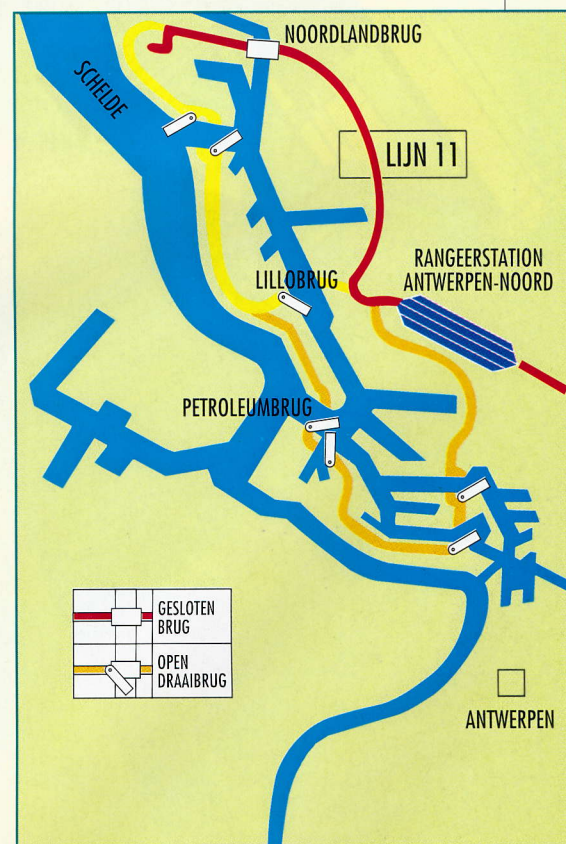 NOORDLANDBRUG
SCHELDE
LIJN 11
RANGEERSTATION
ANTWERPEN-NOORD
LILLOBRUG
PETROLEUMBRUG
GESLOTEN
BRUG
OPEN
DRAAIBRUG
ANTWERPEN